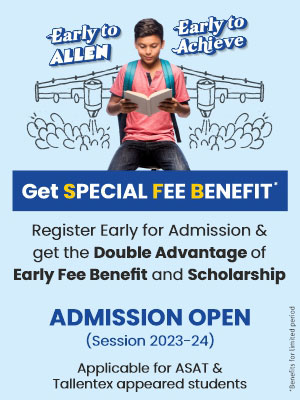 Early to
ALLEN
Early to
Achieve
Get SPECIAL FEE BENEFIT*
Register Early for Admission &
get the Double Advantage of
Early Fee Benefit and Scholarship
ADMISSION OPEN
(Session 2023-24)
Applicable for ASAT &
Tallentex appeared students
*Benefits for Limited period